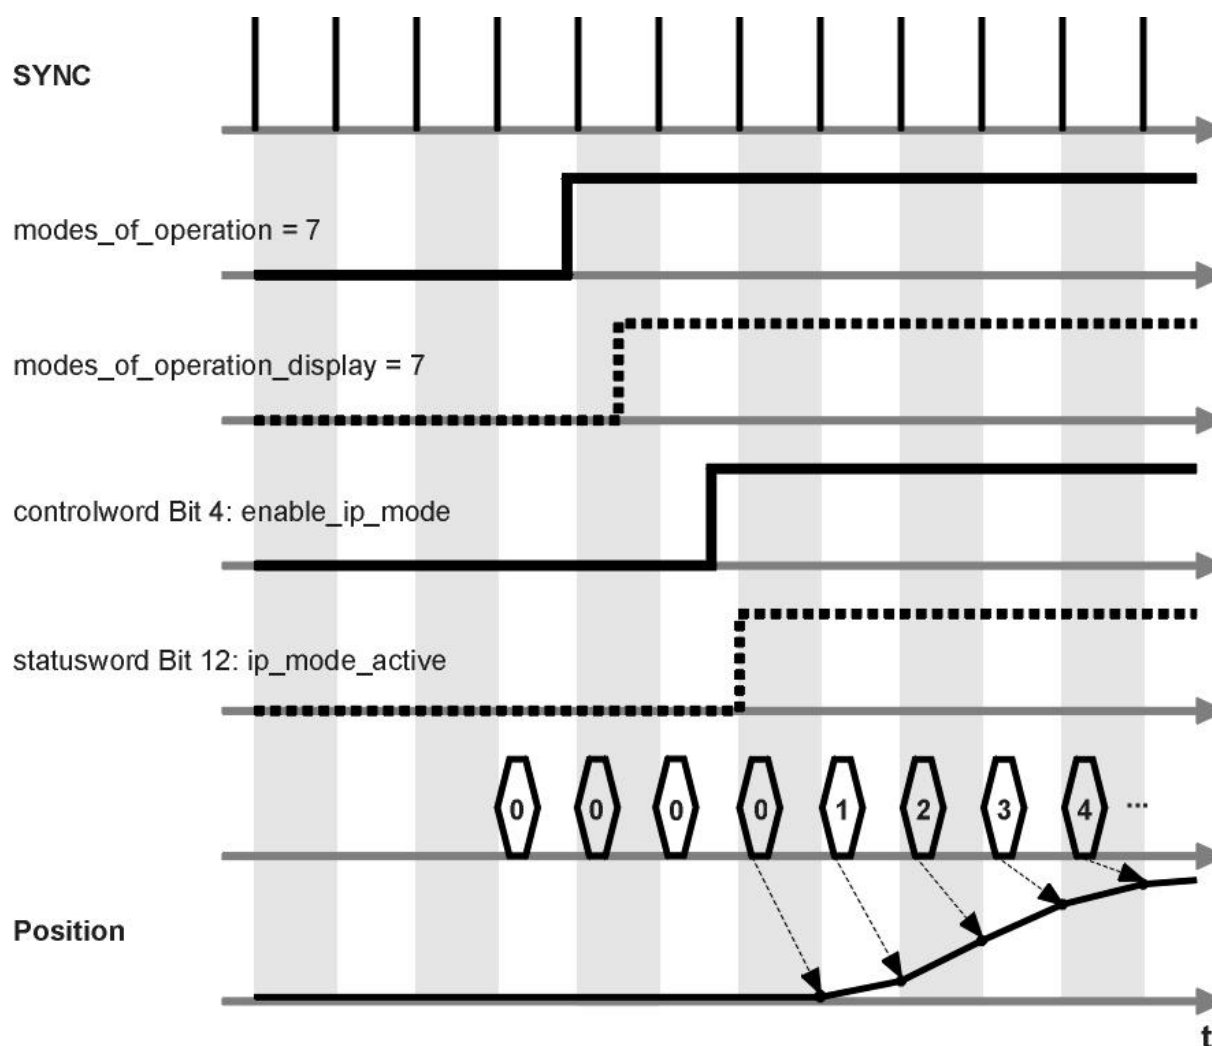 SYNC
modes_of_operation = 7
modes_of_operation_display = 7
controlword Bit 4: enable_ip_mode
statusword Bit 12: ip_mode_active
0 0 0 0 1 2 3 4 ...
Position
t